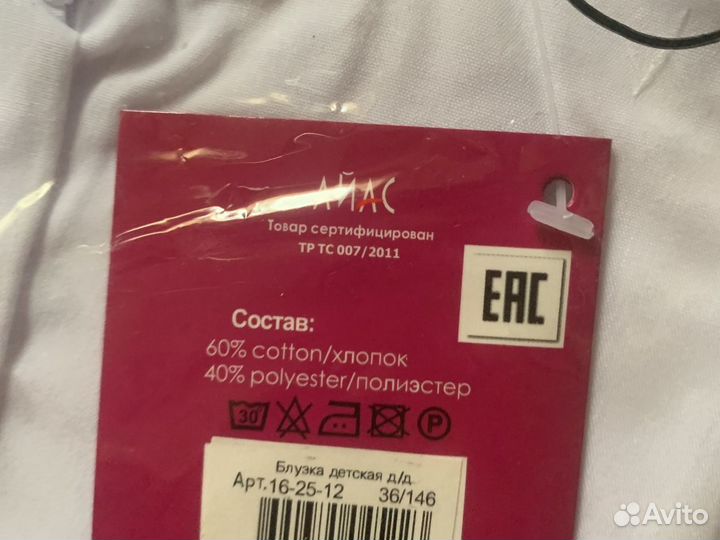 АЙАС
Товар сертифицирован
ТР ТС 007/2011
EAC
Состав:
60% cotton/хлопок
40% polyester/полиэстер
30 P
Блузка детская д/д
Арт.16-25-12 36/146
Avito